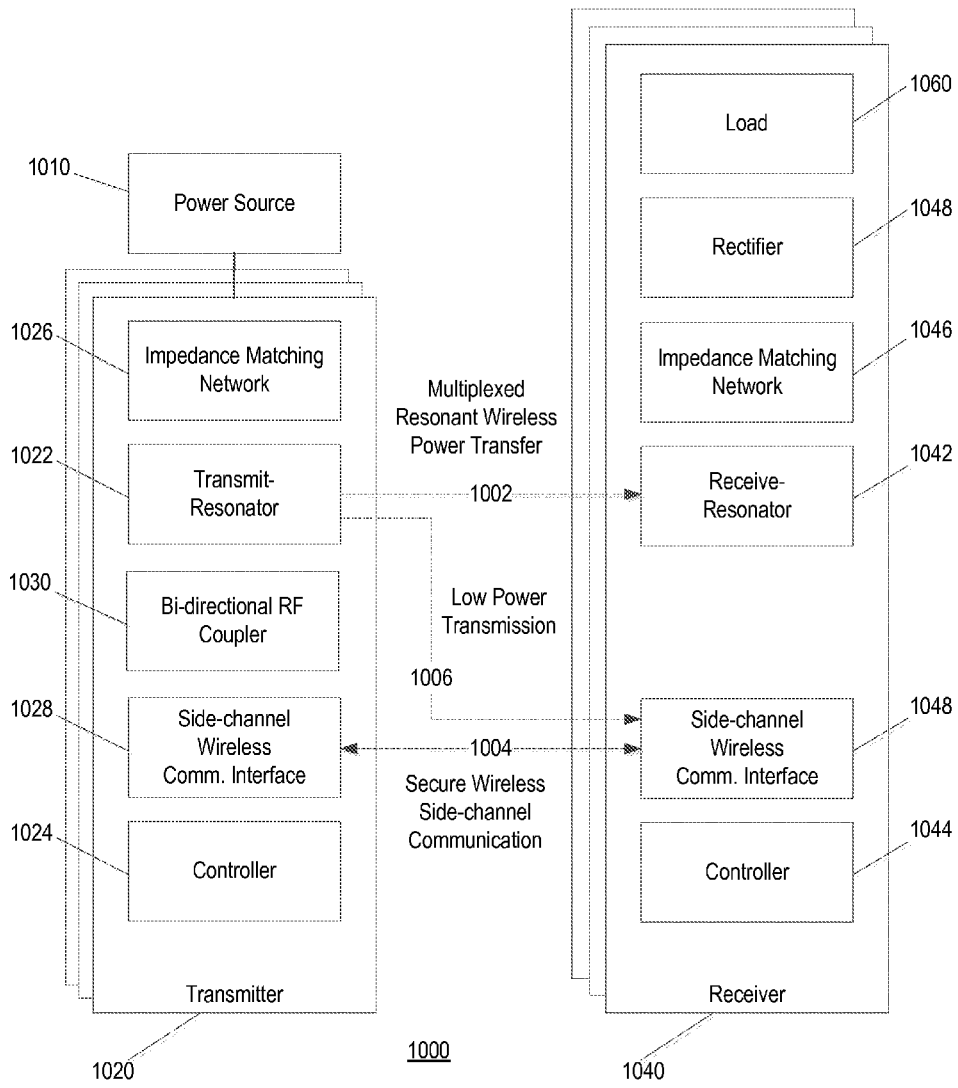 1060
Load
1010
Power Source
1048
Rectifier
1026
Impedance Matching
Network
1046
Impedance Matching
Network
Multiplexed
Resonant Wireless
Power Transfer
1022
Transmit-
Resonator
1002
1042
Receive-
Resonator
1030
Bi-directional RF
Coupler
Low Power
Transmission
1006
1028
Side-channel
Wireless
Comm. Interface
1004
1048
Side-channel
Wireless
Comm. Interface
Secure Wireless
Side-channel
Communication
1024
Controller
1044
Controller
Transmitter
Receiver
1020
1000
1040